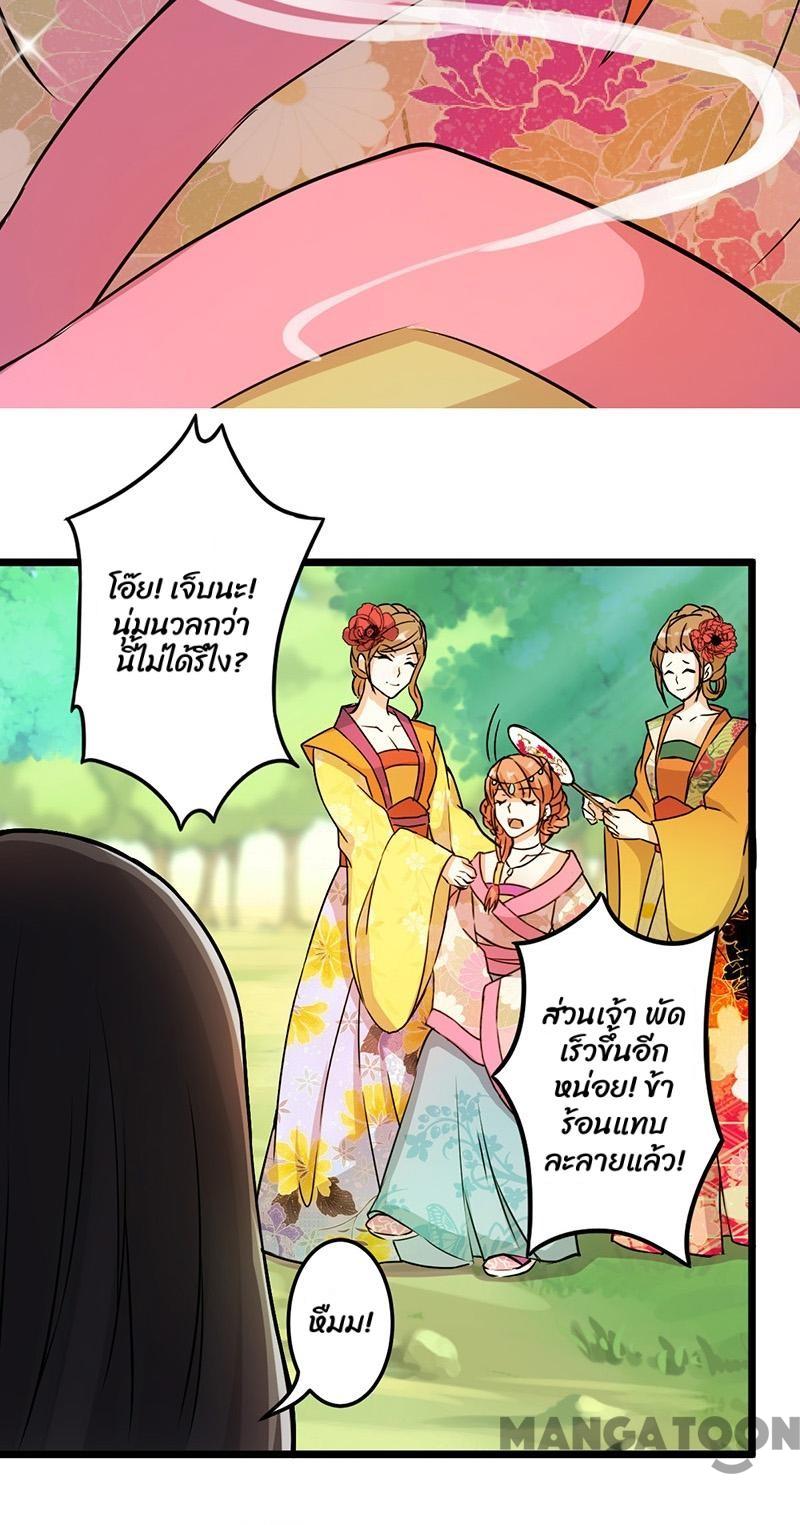 โอ๊ย! เจ็บนะ!
นุ่มนวลกว่า
นี้ไม่ได้รึไง?
ส่วนเจ้า พัด
เร็วขึ้นอีก
หน่อย! ข้า
ร้อนแทบ
ละลายแล้ว!
หืมม!
MANGATOON